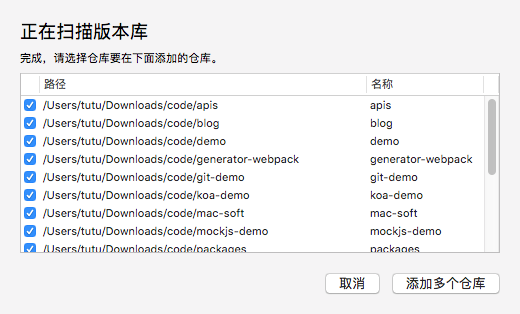 正在扫描版本库
完成，请选择仓库要在下面添加的仓库。
路径 名称
/Users/tutu/Downloads/code/apis apis
/Users/tutu/Downloads/code/blog blog
/Users/tutu/Downloads/code/demo demo
/Users/tutu/Downloads/code/generator-webpack generator-webpack
/Users/tutu/Downloads/code/git-demo git-demo
/Users/tutu/Downloads/code/koa-demo koa-demo
/Users/tutu/Downloads/code/mac-soft mac-soft
/Users/tutu/Downloads/code/mockjs-demo mockjs-demo
/Users/tutu/Downloads/code/packages packages
取消 添加多个仓库